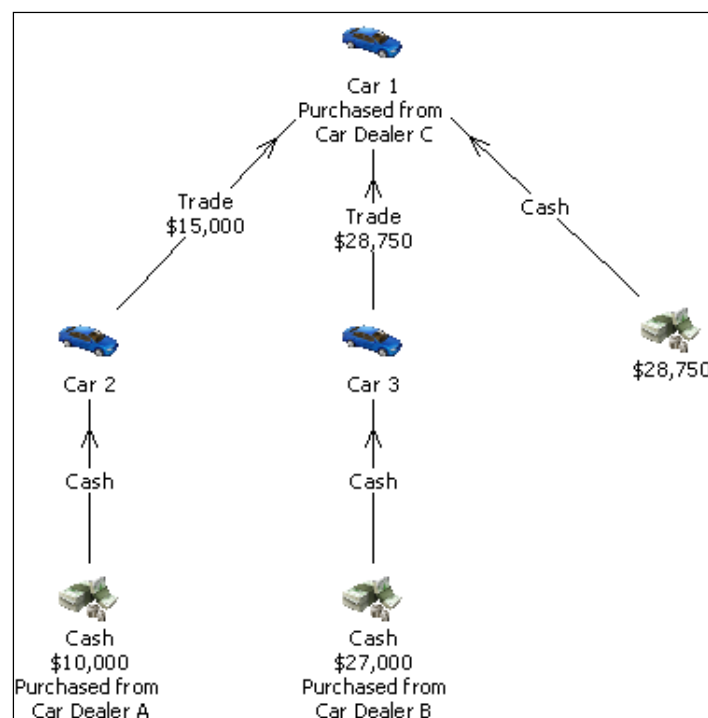 Car 1
Purchased from
Car Dealer C
Trade
$15,000
Trade
$28,750
Cash
$28,750
Car 2
Car 3
Cash
Cash
Cash
$10,000
Purchased from
Car Dealer A
Cash
$27,000
Purchased from
Car Dealer B